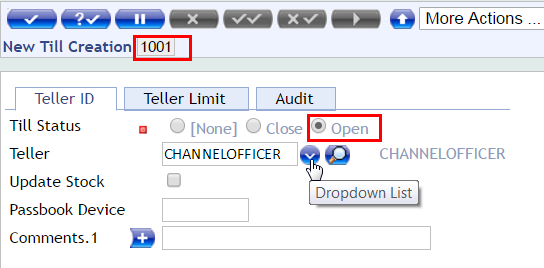 More Actions ...
New Till Creation 1001
Teller ID Teller Limit Audit
Till Status [None] Close Open
Teller CHANNELOFFICER CHANNELOFFICER
Update Stock Dropdown List
Passbook Device
Comments.1